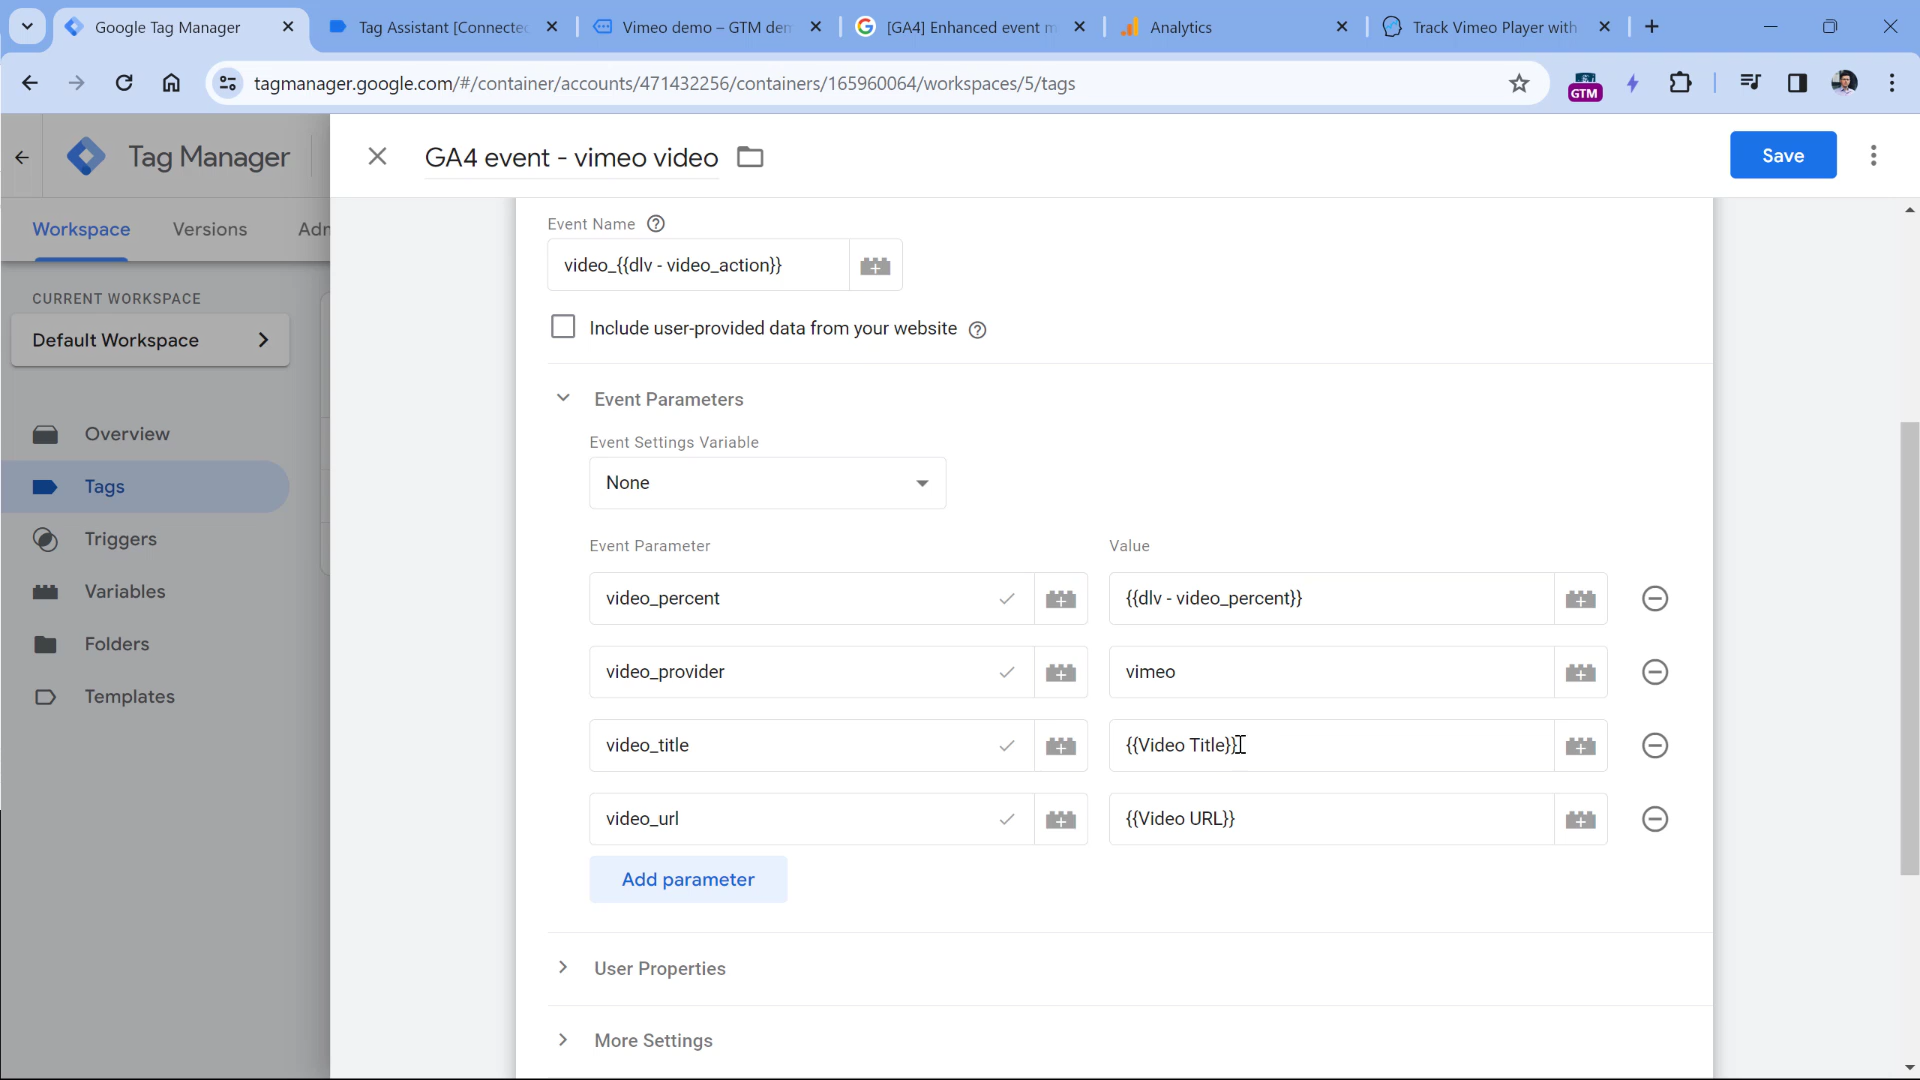 Google Tag Manager
Tag Assistant [Connected
Vimeo demo – GTM dem
[GA4] Enhanced event m
Analytics
Track Vimeo Player with
tagmanager.google.com/#/container/accounts/471432256/containers/165960064/workspaces/5/tags
GTM
Tag Manager
GA4 event - vimeo video
Save
Workspace
Versions
Adm
CURRENT WORKSPACE
Default Workspace
Overview
Tags
Triggers
Variables
Folders
Templates
Event Name
video_{{dlv - video_action}}
Include user-provided data from your website
Event Parameters
Event Settings Variable
None
Event Parameter
Value
video_percent
{{dlv - video_percent}}
video_provider
vimeo
video_title
{{Video Title}}
video_url
{{Video URL}}
Add parameter
User Properties
More Settings